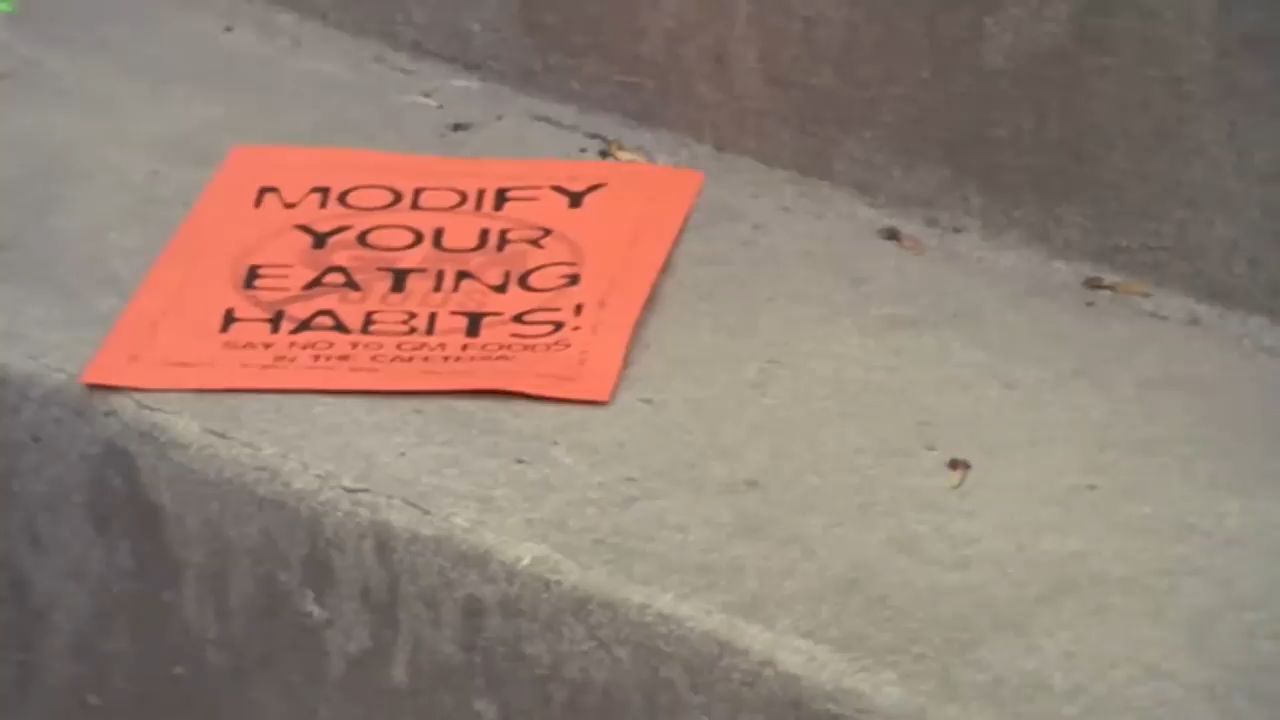 MODIFY
YOUR
EATING
HABITS!
SAY NO TO GM FOODS
IN THE CAFETERIA!